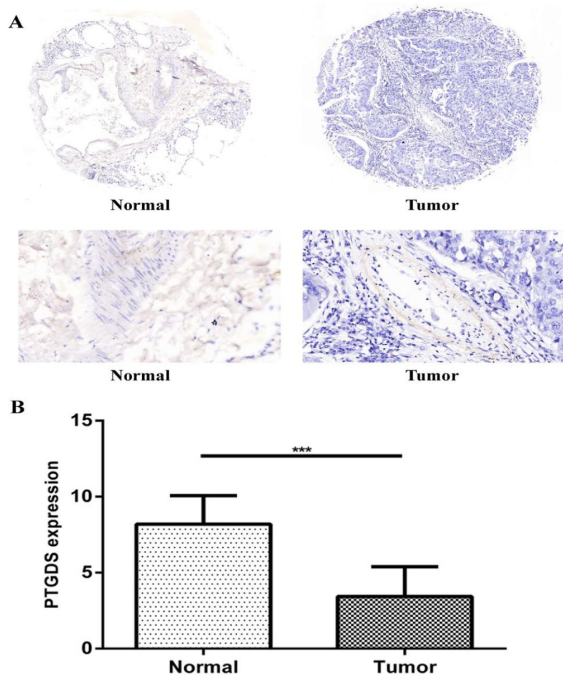 A
Normal
Tumor
Normal
Tumor
B
PTGDS expression
15
10
5
0
***
Normal
Tumor